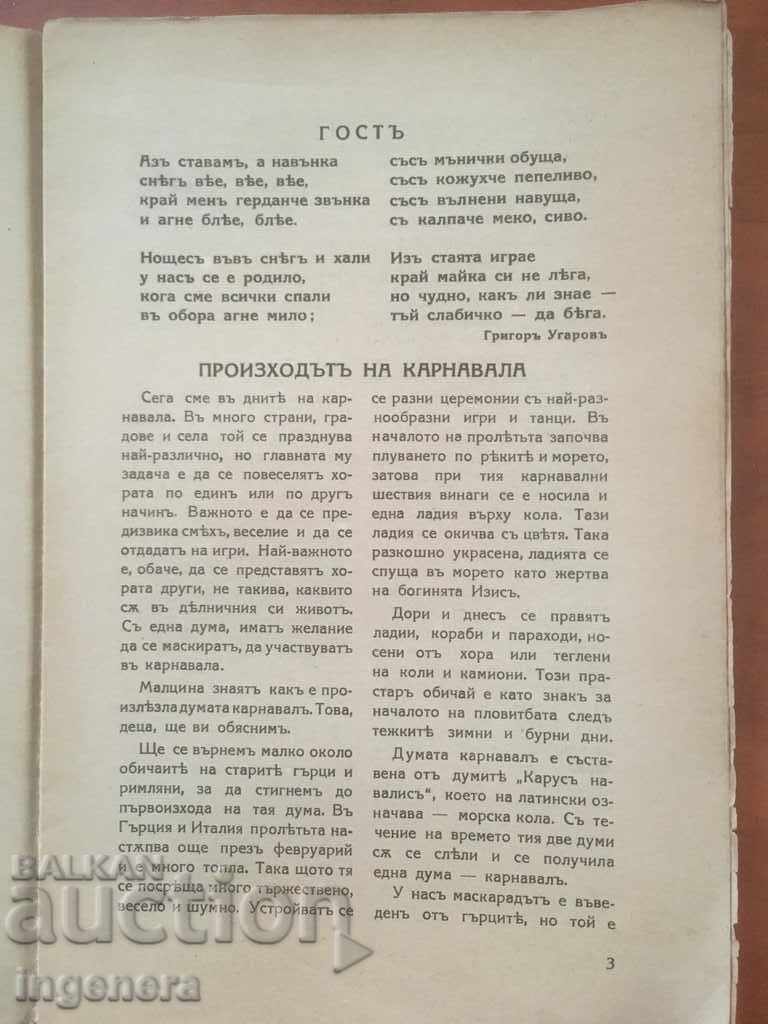 ГОСТЪ
Азъ ставамъ, а навънка
снѣгъ вѣе, вѣе, вѣе,
край менъ герданче звънка
и агне блѣе, блѣе.
Нощесъ въвъ снѣгъ и хали
у насъ се е родило,
кога сме всички спали
въ обора агне мило;
съсъ мънички обуща,
съсъ кожухче пепеливо,
съсъ вълнени навуща,
съ калпаче меко, сиво.
Изъ стаята играе
край майка си не лѣга,
но чудно, какъ ли знае —
тъй слабичко — да бѣга.
Григоръ Угаровъ
ПРОИЗХОДЪТЪ НА КАРНАВАЛА
Сега сме въ днитѣ на кар-
навала. Въ много страни, гра-
дове и села той се празднува
най-различно, но главната му
задача е да се повеселятъ хо-
рата по единъ или по другъ
начинъ. Важното е да се пре-
дизвика смѣхъ, веселие и да се
отдадатъ на игри. Най-важното
е, обаче, да се представятъ хо-
рата други, не такива, каквито
сѫ въ дѣлничния си животъ.
Съ една дума, иматъ желание
да се маскиратъ, да участвуватъ
въ карнавала.
Малцина знаятъ какъ е про-
излѣзла думата карнавалъ. Това,
деца, ще ви обяснимъ.
Ще се върнемъ малко около
обичаитѣ на старитѣ гърци и
римляни, за да стигнемъ до
първоизхода на тая дума. Въ
Гърция и Италия пролѣтьта на-
стѫпва още презъ февруарий
и е много топла. Така щото тя
се посрѣща много тържествено,
весело и шумно. Устройватъ се
се разни церемонии съ най-раз-
нообразни игри и танци. Въ
началото на пролѣтьта започва
плуването по рѣкитѣ и морето,
затова при тия карнавални
шествия винаги се е носила и
една ладия върху кола. Тази
ладия се окичва съ цвѣтя. Така
разкошно украсена, ладията се
спуща въ морето като жертва
на богинята Изисъ.
Дори и днесъ се правятъ
ладии, кораби и параходи, но-
сени отъ хора или теглени
на коли и камиони. Този пра-
старъ обичай е като знакъ за
началото на пловитбата следъ
тежкитѣ зимни и бурни дни.
Думата карнавалъ е съста-
вена отъ думитѣ „Карусъ на-
валисъ“, което на латински оз-
начава — морска кола. Съ те-
чение на времето тия две думи
сѫ се слѣли и се получила
една дума — карнавалъ.
У насъ маскарадътъ е въве-
денъ отъ гърцитѣ, но той е
3
BALKAN
auction
ingenera